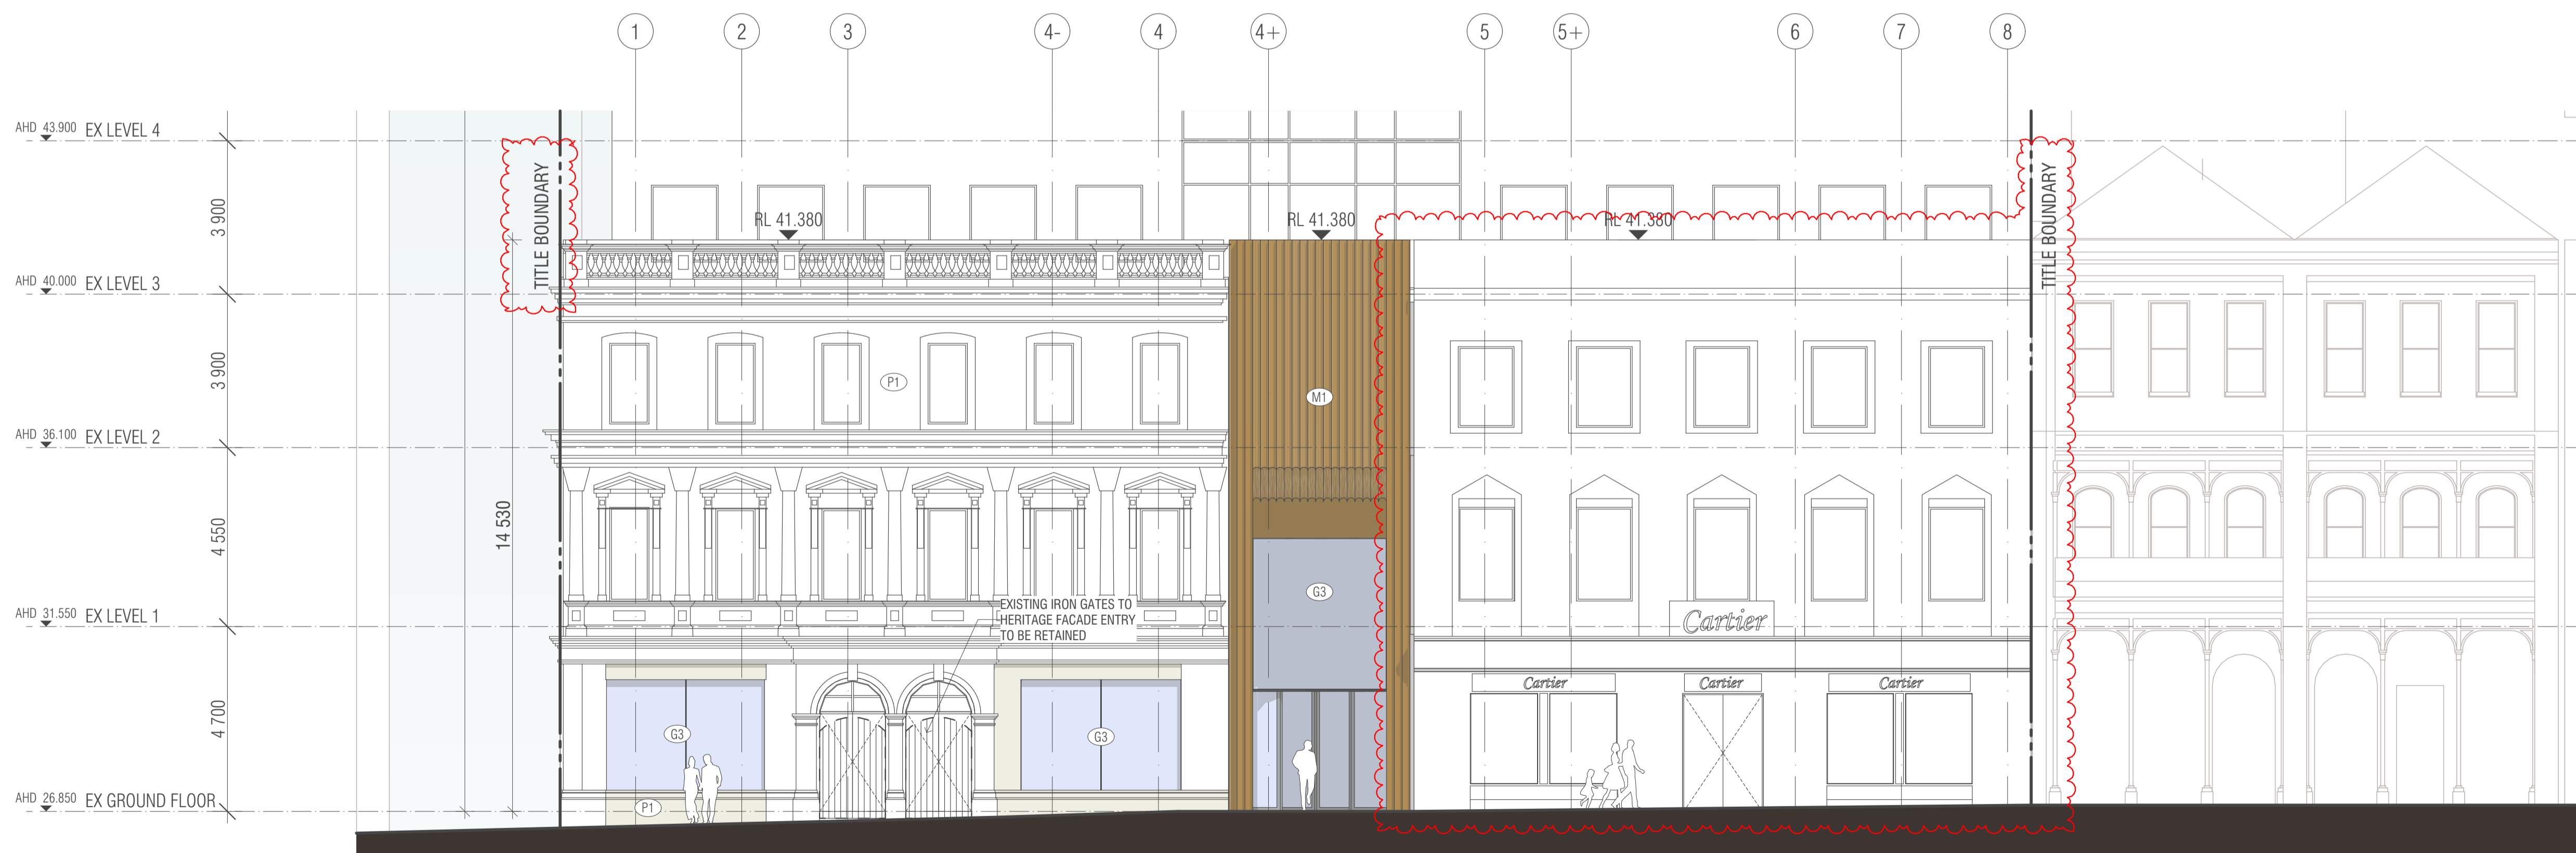 1 2 3 4- 4 4+ 5 5+ 6 7 8
AHD 43.900 EX LEVEL 4
3 900
TITLE BOUNDARY
TITLE BOUNDARY
RL 41.380
RL 41.380
RL 41.380
AHD 40.000 EX LEVEL 3
3 900
P1
M1
AHD 36.100 EX LEVEL 2
4 550
14 530
G3
EXISTING IRON GATES TO
HERITAGE FACADE ENTRY
TO BE RETAINED
Cartier
AHD 31.550 EX LEVEL 1
4 700
Cartier
Cartier
Cartier
G3
G3
AHD 26.850 EX GROUND FLOOR
P1